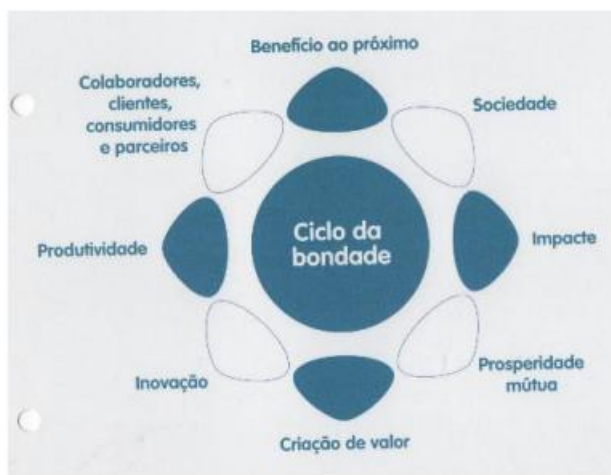 Benefício ao próximo
Colaboradores,
clientes,
consumidores
e parceiros
Sociedade
Ciclo da
bondade
Produtividade
Impacte
Inovação
Prosperidade
mútua
Criação de valor